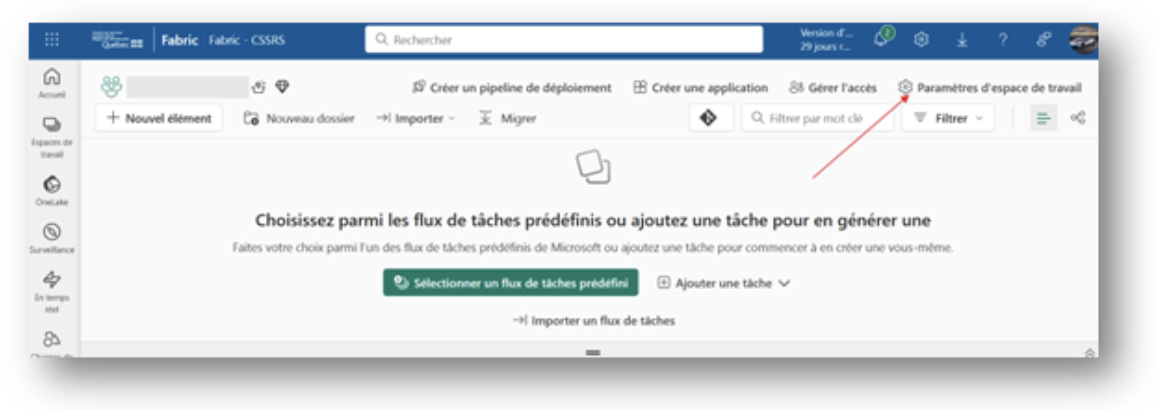 Québec
Fabric Fabric - CSSRS
Rechercher
Version d'...
29 jours r...
?
Accueil
Créer un pipeline de déploiement
Créer une application
Gérer l'accès
Paramètres d'espace de travail
+ Nouvel élément
Nouveau dossier
Importer
Migrer
Filtrer par mot clé
Filtrer
Espaces de
travail
OneLake
Surveillance
En temps
réel
Choisissez parmi les flux de tâches prédéfinis ou ajoutez une tâche pour en générer une
Faites votre choix parmi l'un des flux de tâches prédéfinis de Microsoft ou ajoutez une tâche pour commencer à en créer une vous-même.
Sélectionner un flux de tâches prédéfini
Ajouter une tâche
Importer un flux de tâches